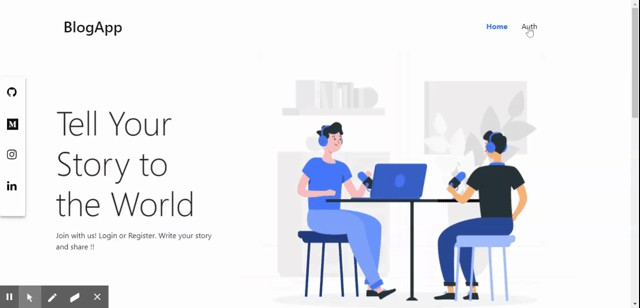 BlogApp
Home Auth
Tell Your
Story to
the World
Join with us! Login or Register. Write your story
and share !!